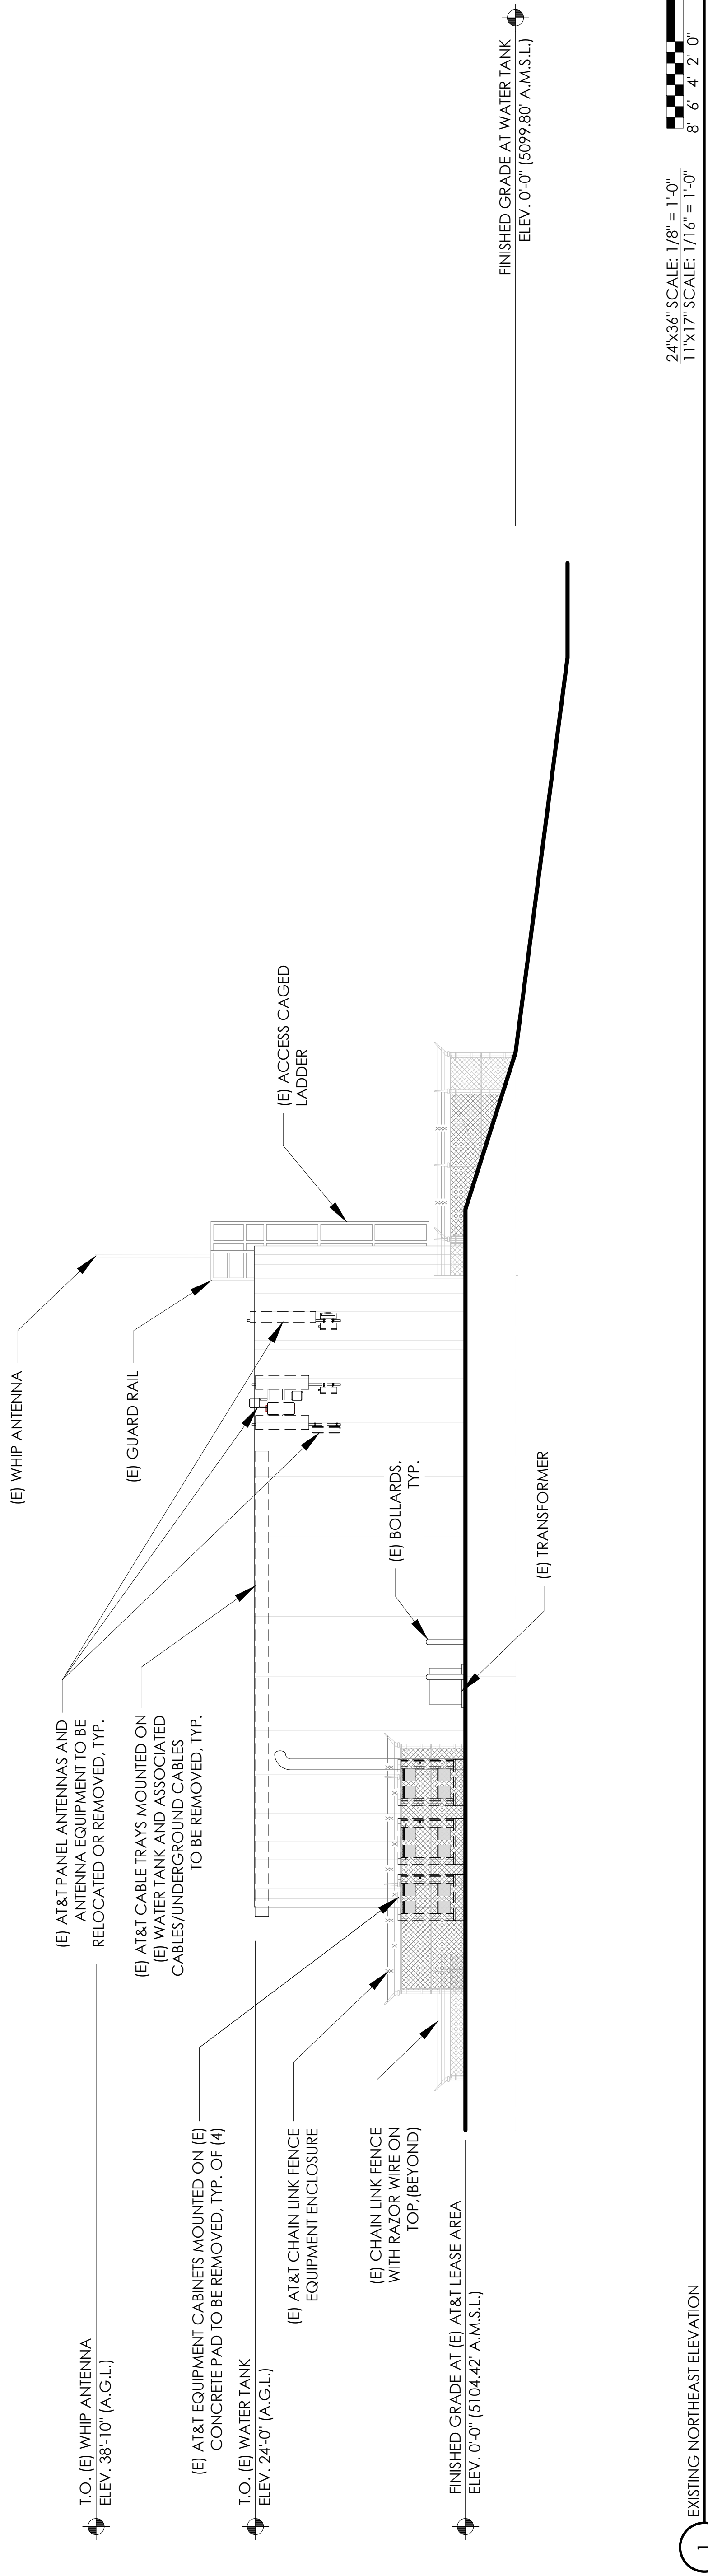 (E) WHIP ANTENNA
(E) AT&T PANEL ANTENNAS AND
ANTENNA EQUIPMENT TO BE
RELOCATED OR REMOVED, TYP.
(E) GUARD RAIL
T.O. (E) WHIP ANTENNA
ELEV. 38'-10" (A.G.L.)
(E) AT&T CABLE TRAYS MOUNTED ON
(E) WATER TANK AND ASSOCIATED
CABLES/UNDERGROUND CABLES
TO BE REMOVED, TYP.
(E) AT&T EQUIPMENT CABINETS MOUNTED ON (E)
CONCRETE PAD TO BE REMOVED, TYP. OF (4)
T.O. (E) WATER TANK
ELEV. 24'-0" (A.G.L.)
(E) ACCESS CAGED
LADDER
(E) AT&T CHAIN LINK FENCE
EQUIPMENT ENCLOSURE
(E) CHAIN LINK FENCE
WITH RAZOR WIRE ON
TOP,(BEYOND)
(E) BOLLARDS,
TYP.
FINISHED GRADE AT (E) AT&T LEASE AREA
ELEV. 0'-0" (5104.42' A.M.S.L.)
FINISHED GRADE AT WATER TANK
ELEV. 0'-0" (5099.80' A.M.S.L.)
(E) TRANSFORMER
24"x36" SCALE: 1/8" = 1'-0"
11"x17" SCALE: 1/16" = 1'-0"
8' 6' 4' 2' 0"
EXISTING NORTHEAST ELEVATION
1